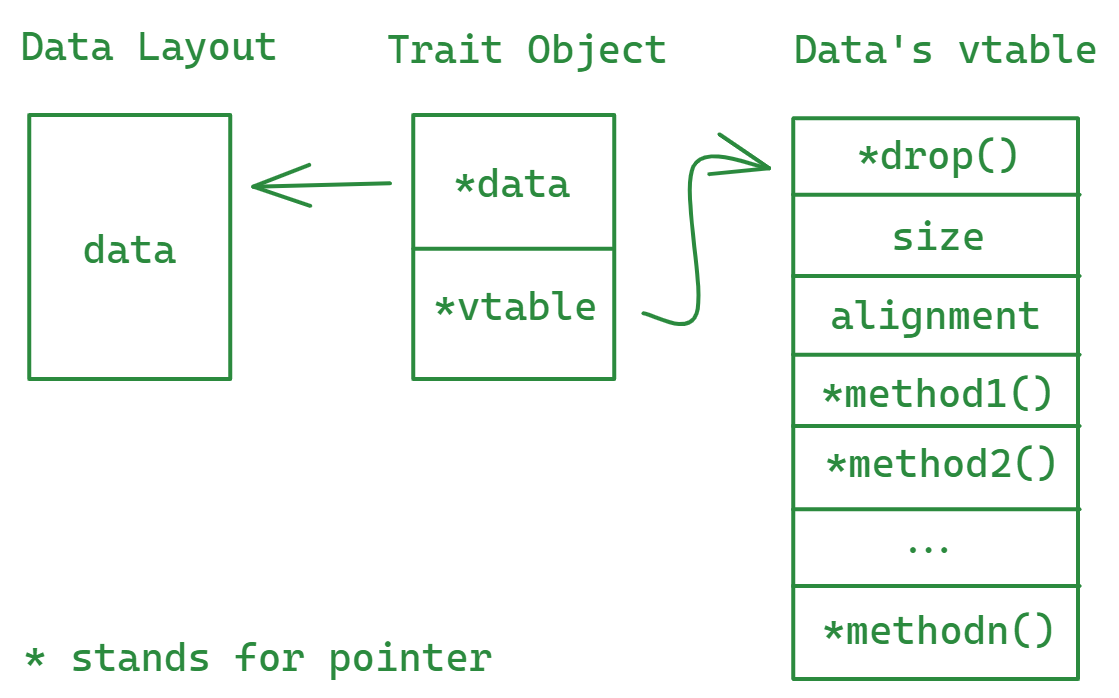 Data Layout
Trait Object
Data's vtable
data
*data
*vtable
*drop()
size
alignment
*method1()
*method2()
...
*methodn()
* stands for pointer